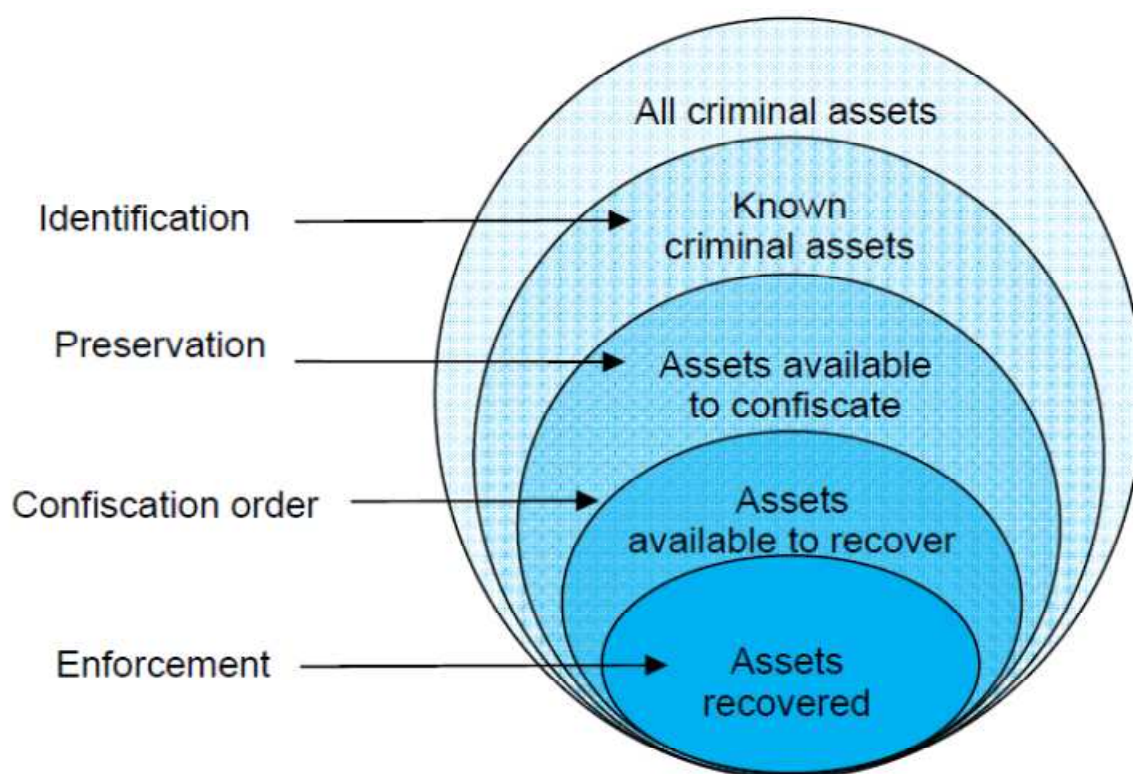 All criminal assets
Identification
Known
criminal assets
Preservation
Assets available
to confiscate
Confiscation order
Assets
available to recover
Enforcement
Assets
recovered